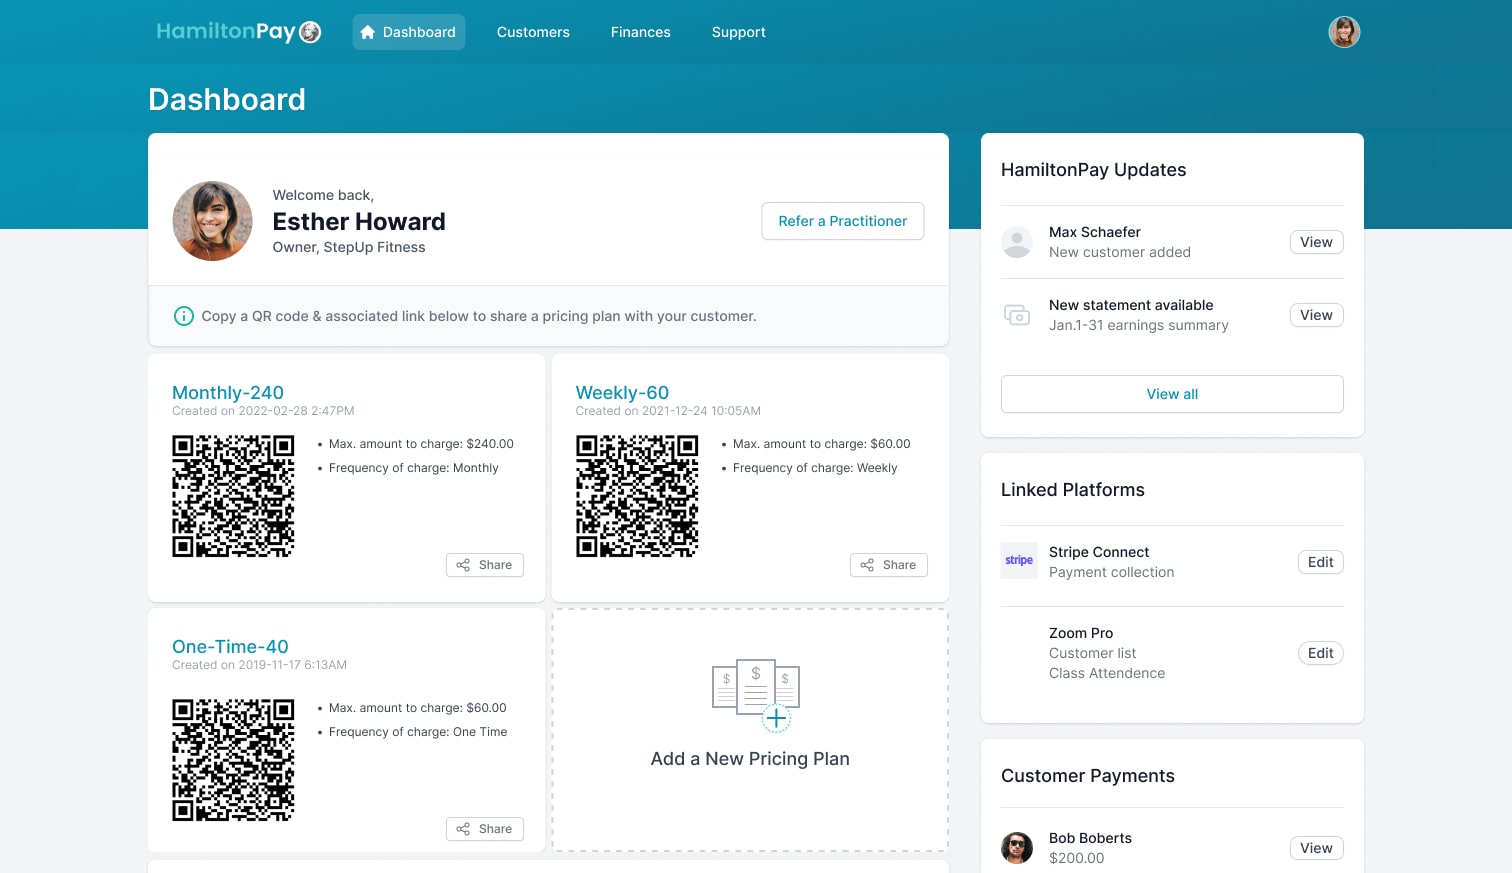 HamiltonPay
Dashboard
Customers
Finances
Support
Dashboard
Welcome back,
Esther Howard
Owner, StepUp Fitness
Refer a Practitioner
Copy a QR code & associated link below to share a pricing plan with your customer.
Monthly-240
Created on 2022-02-28 2:47PM
• Max. amount to charge: $240.00
• Frequency of charge: Monthly
Share
Weekly-60
Created on 2021-12-24 10:05AM
• Max. amount to charge: $60.00
• Frequency of charge: Weekly
Share
One-Time-40
Created on 2019-11-17 6:13AM
• Max. amount to charge: $60.00
• Frequency of charge: One Time
Share
$ $ $
Add a New Pricing Plan
HamiltonPay Updates
Max Schaefer
New customer added
View
New statement available
Jan.1-31 earnings summary
View
View all
Linked Platforms
stripe
Stripe Connect
Payment collection
Edit
Zoom Pro
Customer list
Class Attendence
Edit
Customer Payments
Bob Boberts
$200.00
View